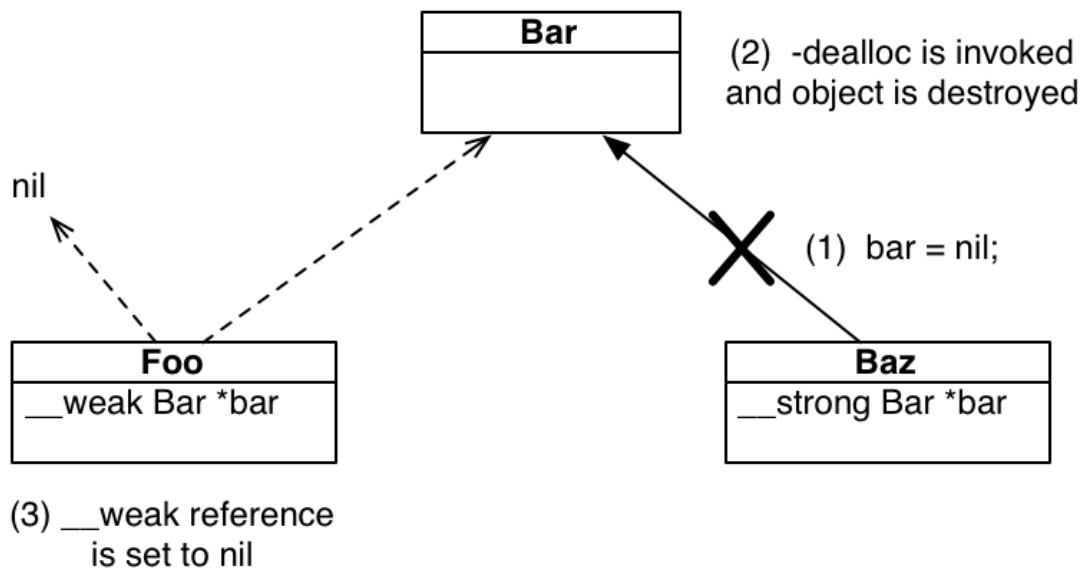 Bar
(2) -dealloc is invoked
and object is destroyed
nil
(1) bar = nil;
Foo
__weak Bar *bar
Baz
__strong Bar *bar
(3) __weak reference
is set to nil